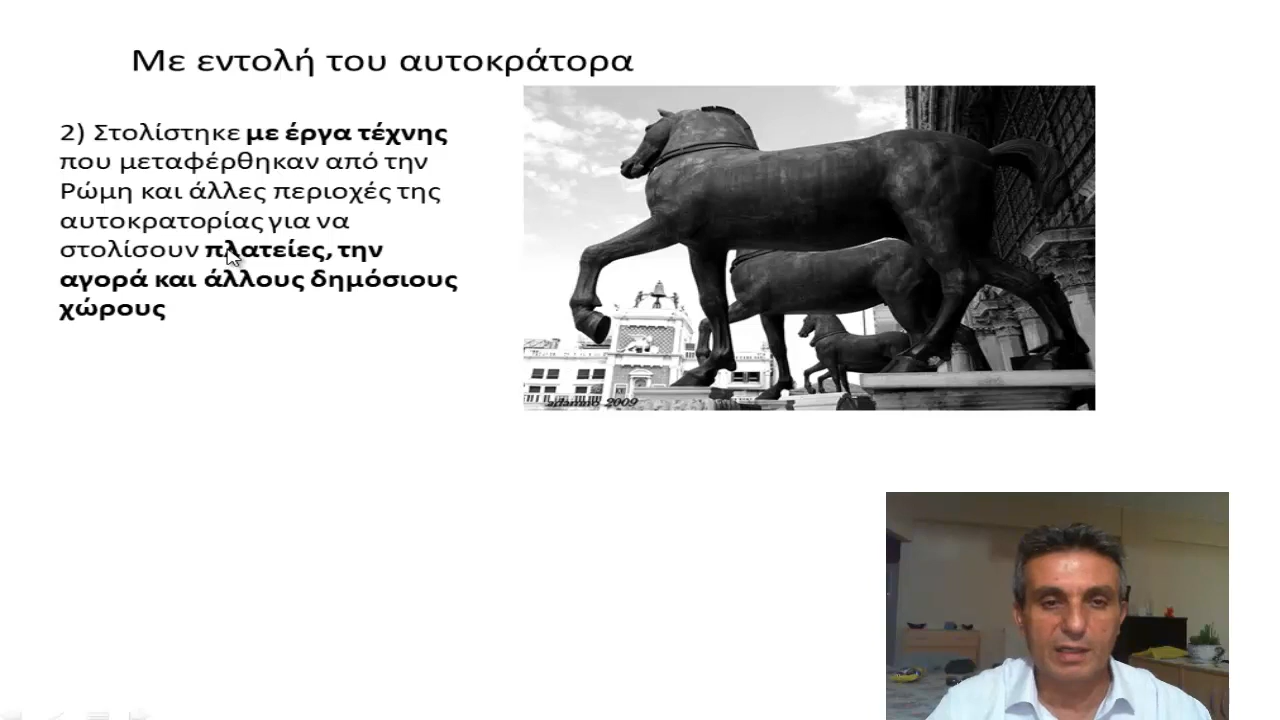 Με εντολή του αυτοκράτορα
2) Στολίστηκε με έργα τέχνης
που μεταφέρθηκαν από την
Ρώμη και άλλες περιοχές της
αυτοκρατορίας για να
στολίσουν πλατείες, την
αγορά και άλλους δημόσιους
χώρους
2009